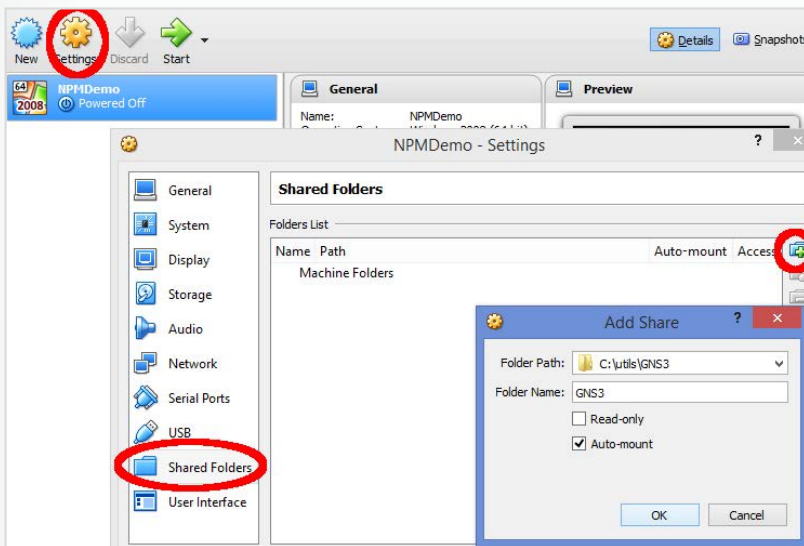 New Settings Discard Start
Details Snapshots
64 2008 NPMDemo
Powered Off
General
Preview
Name: NPMDemo
NPMDemo - Settings
?
General
System
Display
Storage
Audio
Network
Serial Ports
USB
Shared Folders
User Interface
Shared Folders
Folders List
Name Path Auto-mount Access
Machine Folders
Add Share
?
Folder Path: C:\utils\GNS3
Folder Name: GNS3
Read-only
Auto-mount
OK Cancel